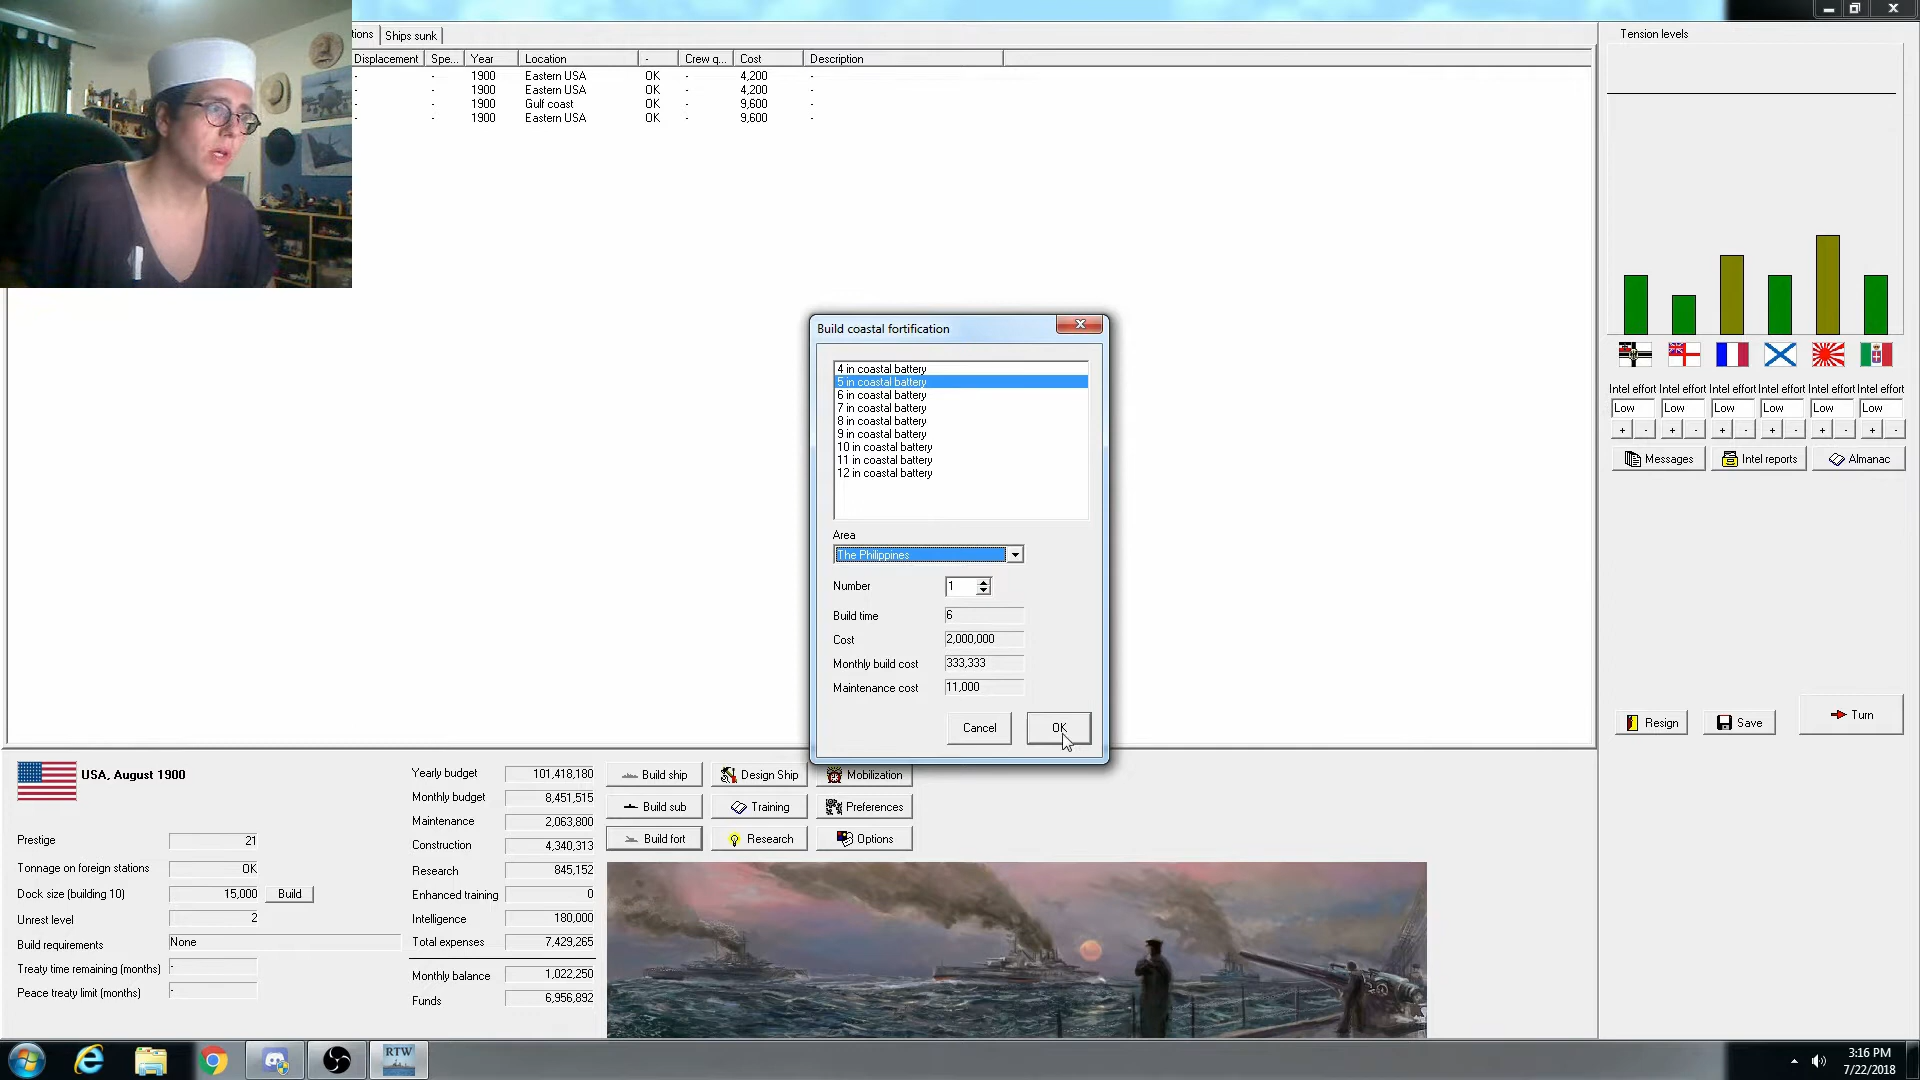 tions
Ships sunk
Displacement Spe... Year Location - Crew q... Cost Description
- - 1900 Eastern USA OK - 4,200 -
- - 1900 Eastern USA OK - 4,200 -
- - 1900 Gulf coast OK - 9,600 -
- - 1900 Eastern USA OK - 9,600 -
Tension levels
Intel effort Intel effort Intel effort Intel effort Intel effort Intel effort
Low Low Low Low Low Low
+ - + - + - + - + - + -
Messages Intel reports Almanac
Resign Save Turn
Build coastal fortification
4 in coastal battery
5 in coastal battery
6 in coastal battery
7 in coastal battery
8 in coastal battery
9 in coastal battery
10 in coastal battery
11 in coastal battery
12 in coastal battery
Area
The Philippines
Number 1
Build time 6
Cost 2,000,000
Monthly build cost 333,333
Maintenance cost 11,000
Cancel OK
USA, August 1900
Prestige 21
Tonnage on foreign stations OK
Dock size (building 10) 15,000 Build
Unrest level 2
Build requirements None
Treaty time remaining (months) -
Peace treaty limit (months) -
Yearly budget 101,418,180
Monthly budget 8,451,515
Maintenance 2,063,800
Construction 4,340,313
Research 845,152
Enhanced training 0
Intelligence 180,000
Total expenses 7,429,265
Monthly balance 1,022,250
Funds 6,956,892
Build ship Design Ship Mobilization
Build sub Training Preferences
Build fort Research Options
RTW
3:16 PM
7/22/2018